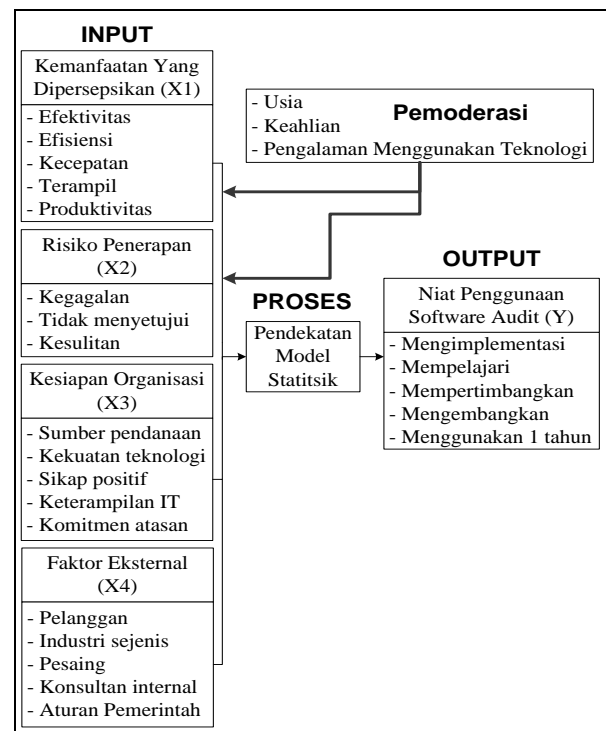 INPUT
Kemanfaatan Yang
Dipersepsikan (X1)
- Efektivitas
- Efisiensi
- Kecepatan
- Terampil
- Produktivitas
Risiko Penerapan
(X2)
- Kegagalan
- Tidak menyetujui
- Kesulitan
Kesiapan Organisasi
(X3)
- Sumber pendanaan
- Kekuatan teknologi
- Sikap positif
- Keterampilan IT
- Komitmen atasan
Faktor Eksternal
(X4)
- Pelanggan
- Industri sejenis
- Pesaing
- Konsultan internal
- Aturan Pemerintah
- Usia
- Keahlian
Pemoderasi
- Pengalaman Menggunakan Teknologi
PROSES
Pendekatan
Model
Statitsik
OUTPUT
Niat Penggunaan
Software Audit (Y)
- Mengimplementasi
- Mempelajari
- Mempertimbangkan
- Mengembangkan
- Menggunakan 1 tahun